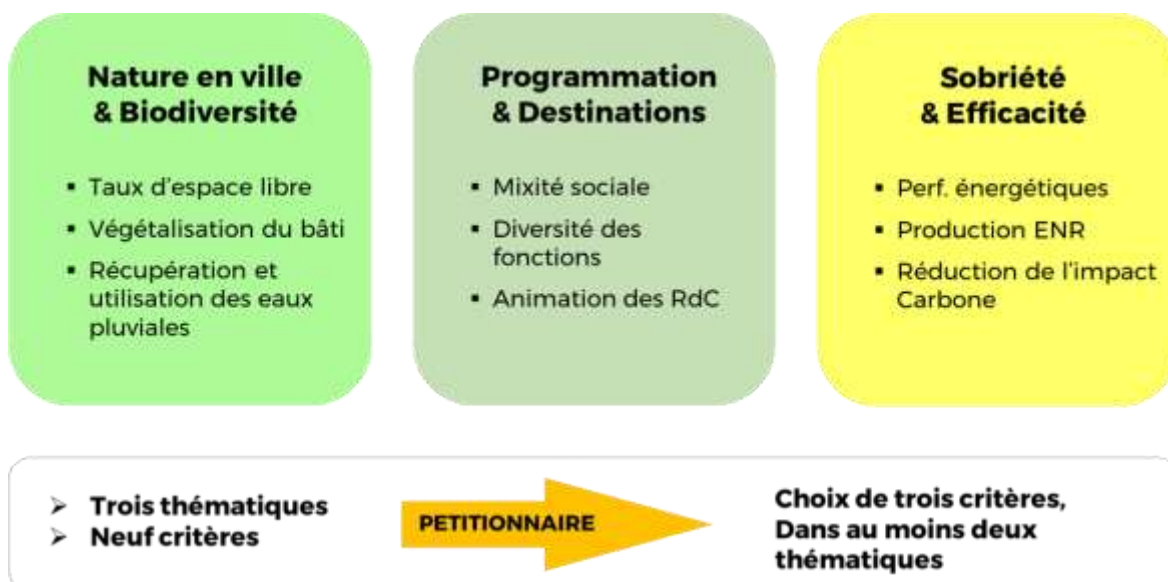 Nature en ville
& Biodiversité
▪ Taux d'espace libre
▪ Végétalisation du bâti
▪ Récupération et
utilisation des eaux
pluviales
Programmation
& Destinations
▪ Mixité sociale
▪ Diversité des
fonctions
▪ Animation des RdC
Sobriété
& Efficacité
▪ Perf. énergétiques
▪ Production ENR
▪ Réduction de l'impact
Carbone
➢ Trois thématiques
➢ Neuf critères
PETITIONNAIRE
Choix de trois critères,
Dans au moins deux
thématiques